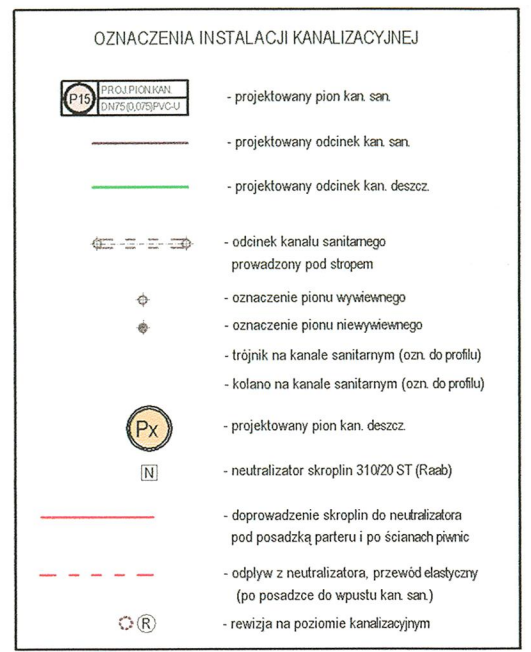 OZNACZENIA INSTALACJI KANALIZACYJNEJ
P15 PROJ.PION.KAN.
DN75(0,075)PVC-U
- projektowany pion kan. san.
- projektowany odcinek kan. san.
- projektowany odcinek kan. deszcz.
- odcinek kanału sanitarnego
prowadzony pod stropem
- oznaczenie pionu wywiewnego
- oznaczenie pionu niewywiewnego
- trójnik na kanale sanitarnym (ozn. do profilu)
- kolano na kanale sanitarnym (ozn. do profilu)
Px - projektowany pion kan. deszcz.
N - neutralizator skroplin 310/20 ST (Raab)
- doprowadzenie skroplin do neutralizatora
pod posadzką parteru i po ścianach piwnic
- odpływ z neutralizatora, przewód elastyczny
(po posadzce do wpustu kan. san.)
R - rewizja na poziomie kanalizacyjnym